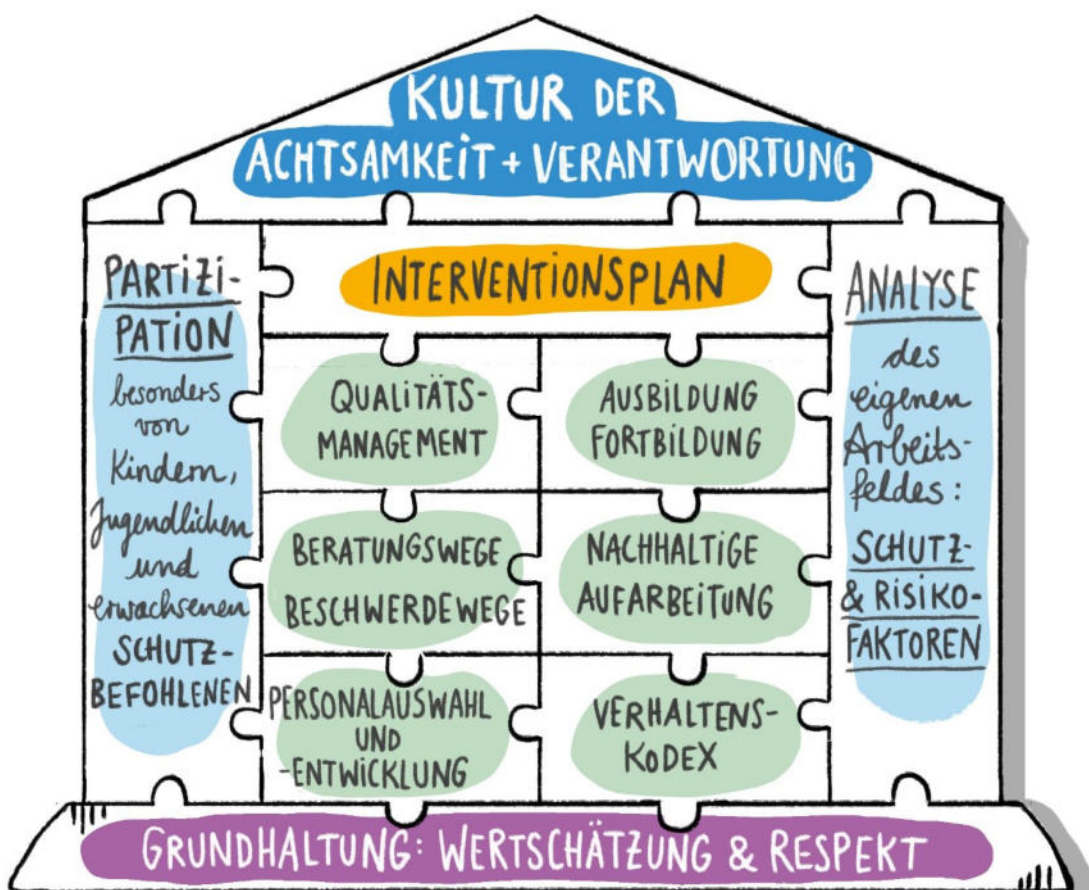 KULTUR DER
ACHTSAMKEIT + VERANTWORTUNG
PARTIZI-
PATION
besonders
von
Kindern,
Jugendlichen
und
erwachsenen
SCHUTZ-
BEFOHLENEN
INTERVENTIONSPLAN
QUALITÄTS-
MANAGEMENT
AUSBILDUNG
FORTBILDUNG
BERATUNGSWEGE
BESCHWERDEWEGE
NACHHALTIGE
AUFARBEITUNG
PERSONALAUSWAHL
UND
-ENTWICKLUNG
VERHALTENS-
KODEX
ANALYSE
des
eigenen
Arbeits-
feldes:
SCHUTZ-
& RISIKO-
FAKTOREN
GRUNDHALTUNG: WERTSCHÄTZUNG & RESPEKT